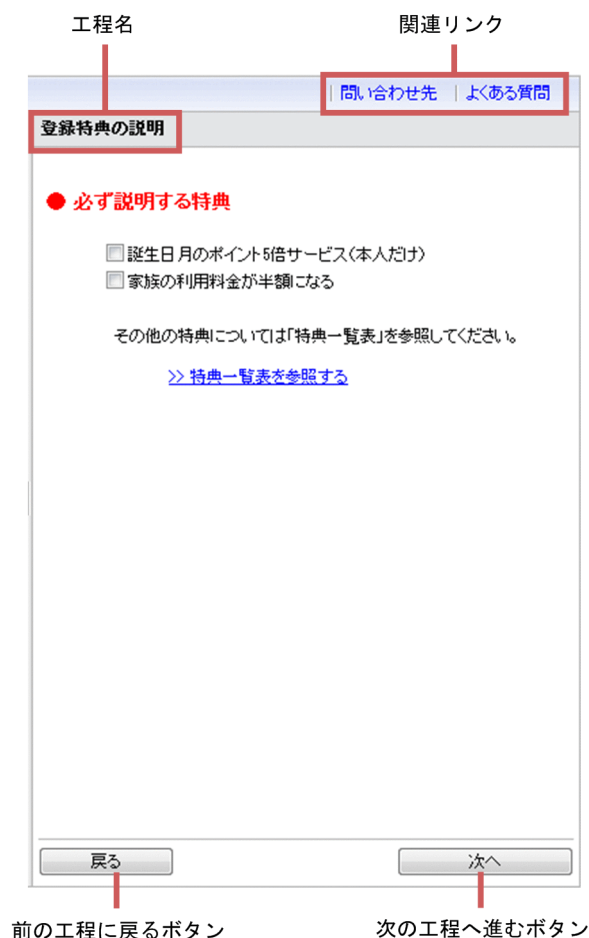 工程名
関連リンク
| 問い合わせ先 | よくある質問
登録特典の説明
● 必ず説明する特典
誕生日月のポイント5倍サービス(本人だけ)
家族の利用料金が半額になる
その他の特典については「特典一覧表」を参照してください。
>> 特典一覧表を参照する
戻る
次へ
前の工程に戻るボタン
次の工程へ進むボタン